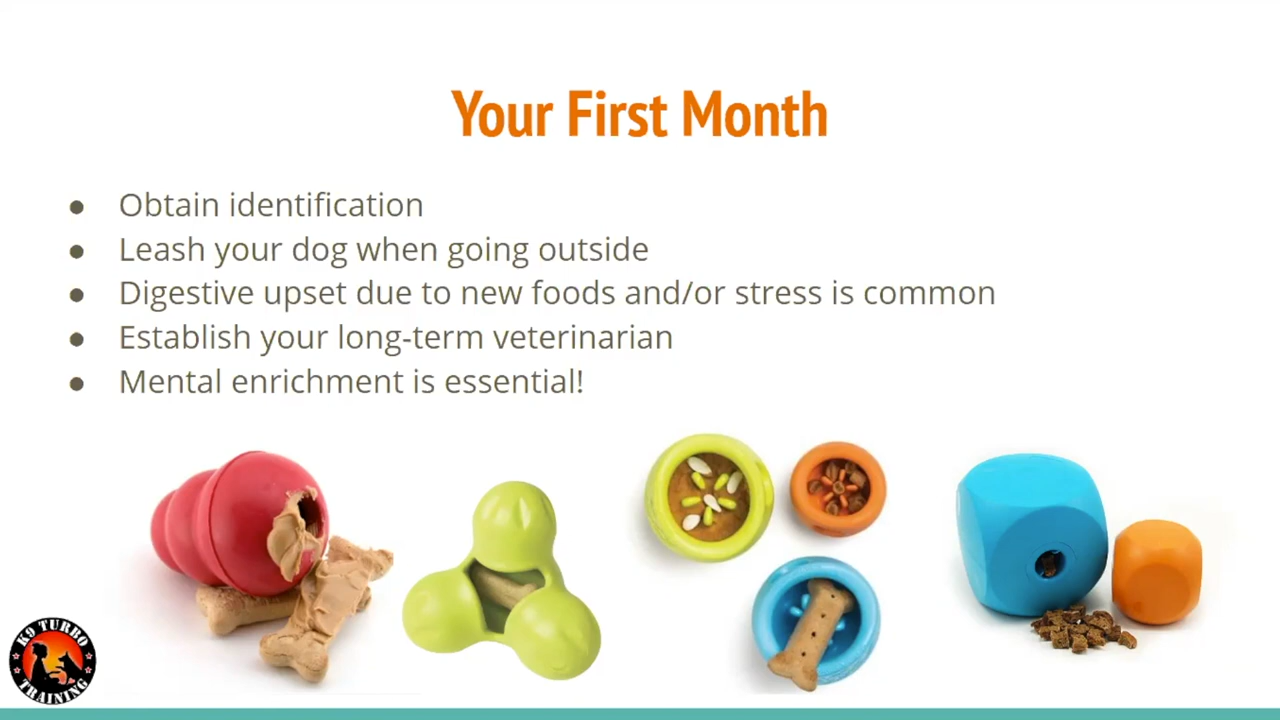 Your First Month
● Obtain identification
● Leash your dog when going outside
● Digestive upset due to new foods and/or stress is common
● Establish your long-term veterinarian
● Mental enrichment is essential!
K9 TURBO
TRAINING